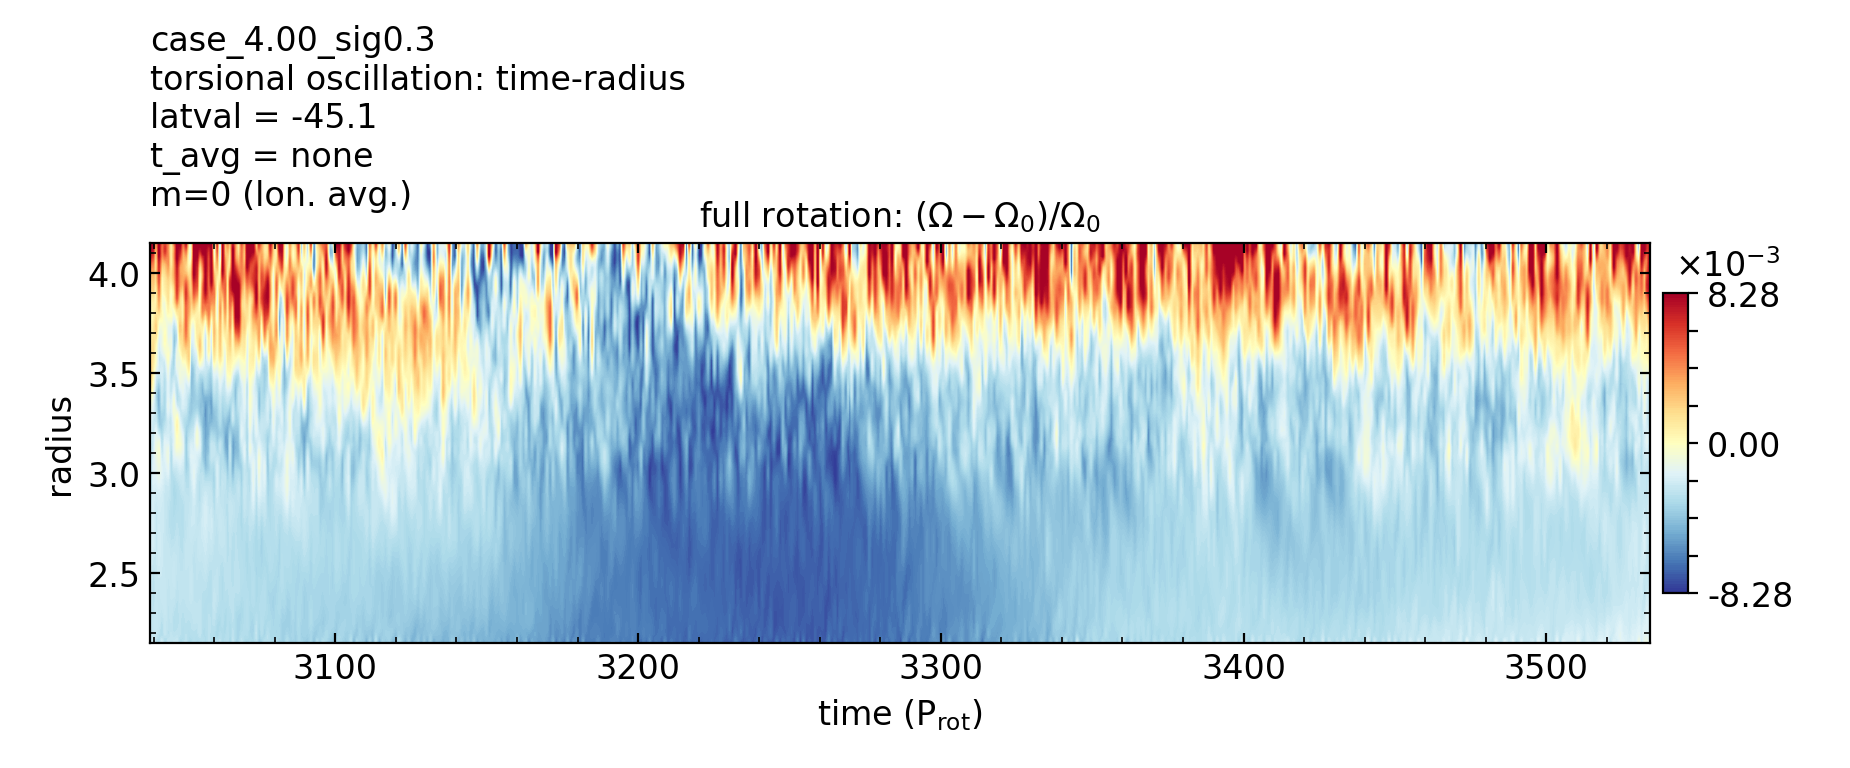 case_4.00_sig0.3
torsional oscillation: time-radius
latval = -45.1
t_avg = none
m=0 (lon. avg.)
full rotation: (Ω − Ω₀)/Ω₀
×10⁻³
8.28
0.00
-8.28
4.0
3.5
3.0
2.5
radius
3100 3200 3300 3400 3500
time (P_rot)